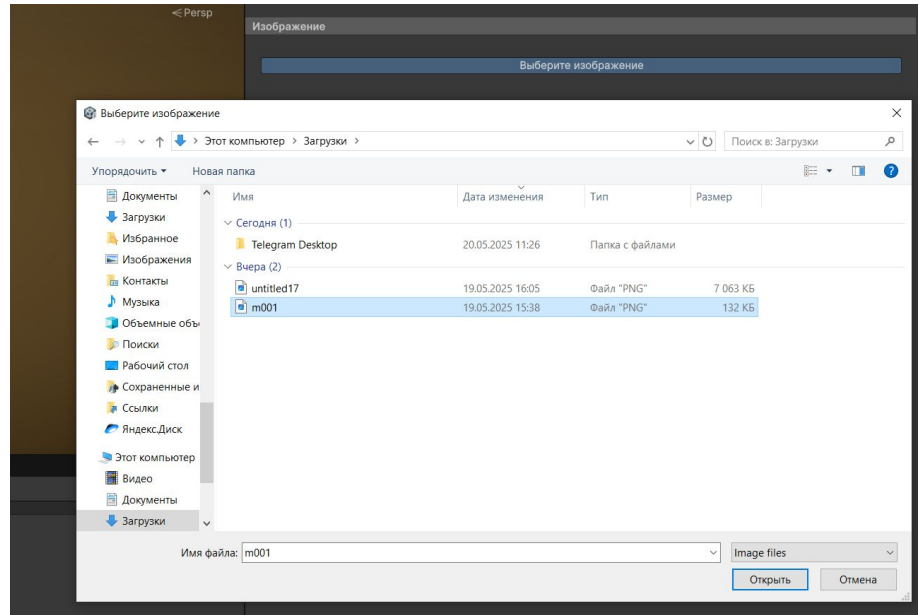 Persp
Изображение
Выберите изображение
Выберите изображение
Этот компьютер > Загрузки >
Поиск в: Загрузки
Упорядочить
Новая папка
Имя
Дата изменения
Тип
Размер
Документы
Загрузки
Избранное
Изображения
Контакты
Музыка
Объемные объ
Поиски
Рабочий стол
Сохраненные и
Ссылки
Яндекс.Диск
Этот компьютер
Видео
Документы
Загрузки
Сегодня (1)
Telegram Desktop 20.05.2025 11:26 Папка с файлами
Вчера (2)
untitled17 19.05.2025 16:05 Файл "PNG" 7 063 КБ
m001 19.05.2025 15:38 Файл "PNG" 132 КБ
Имя файла: m001
Image files
Открыть
Отмена